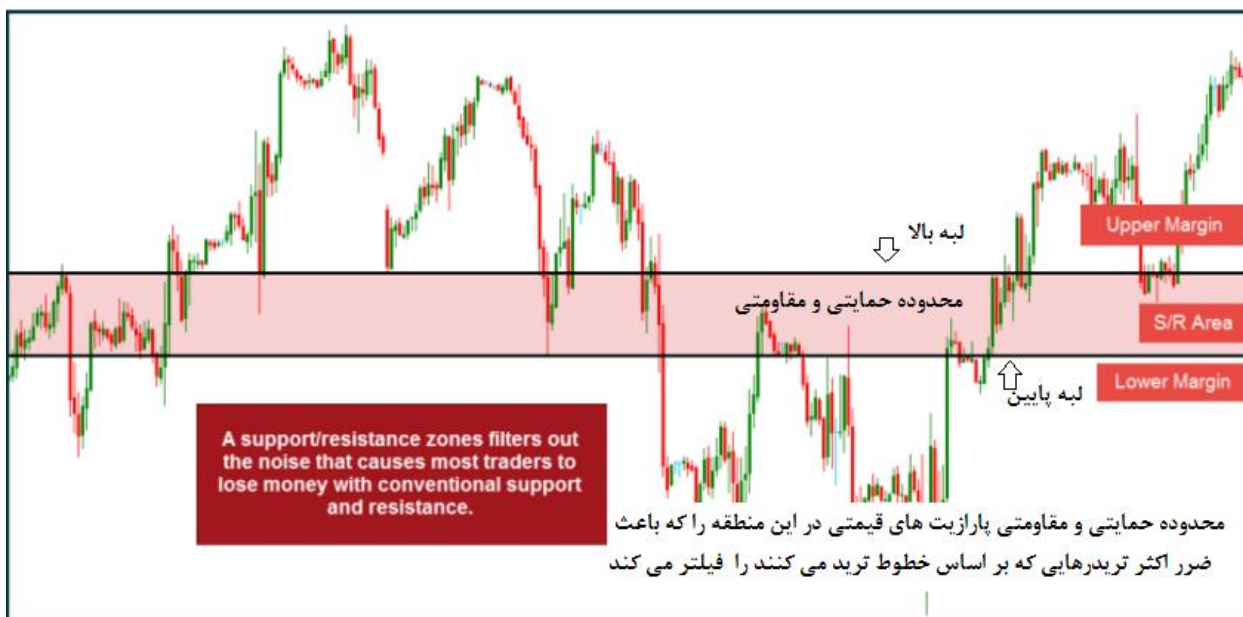 لبه بالا
Upper Margin
محدوده حمایتی و مقاومتی
S/R Area
Lower Margin
لبه پایین
A support/resistance zones filters out
the noise that causes most traders to
lose money with conventional support
and resistance.
محدوده حمایتی و مقاومتی پارازیت های قیمتی در این منطقه را که باعث
ضرر اکثر تریدرهایی که بر اساس خطوط ترید می کنند را فیلتر می کند